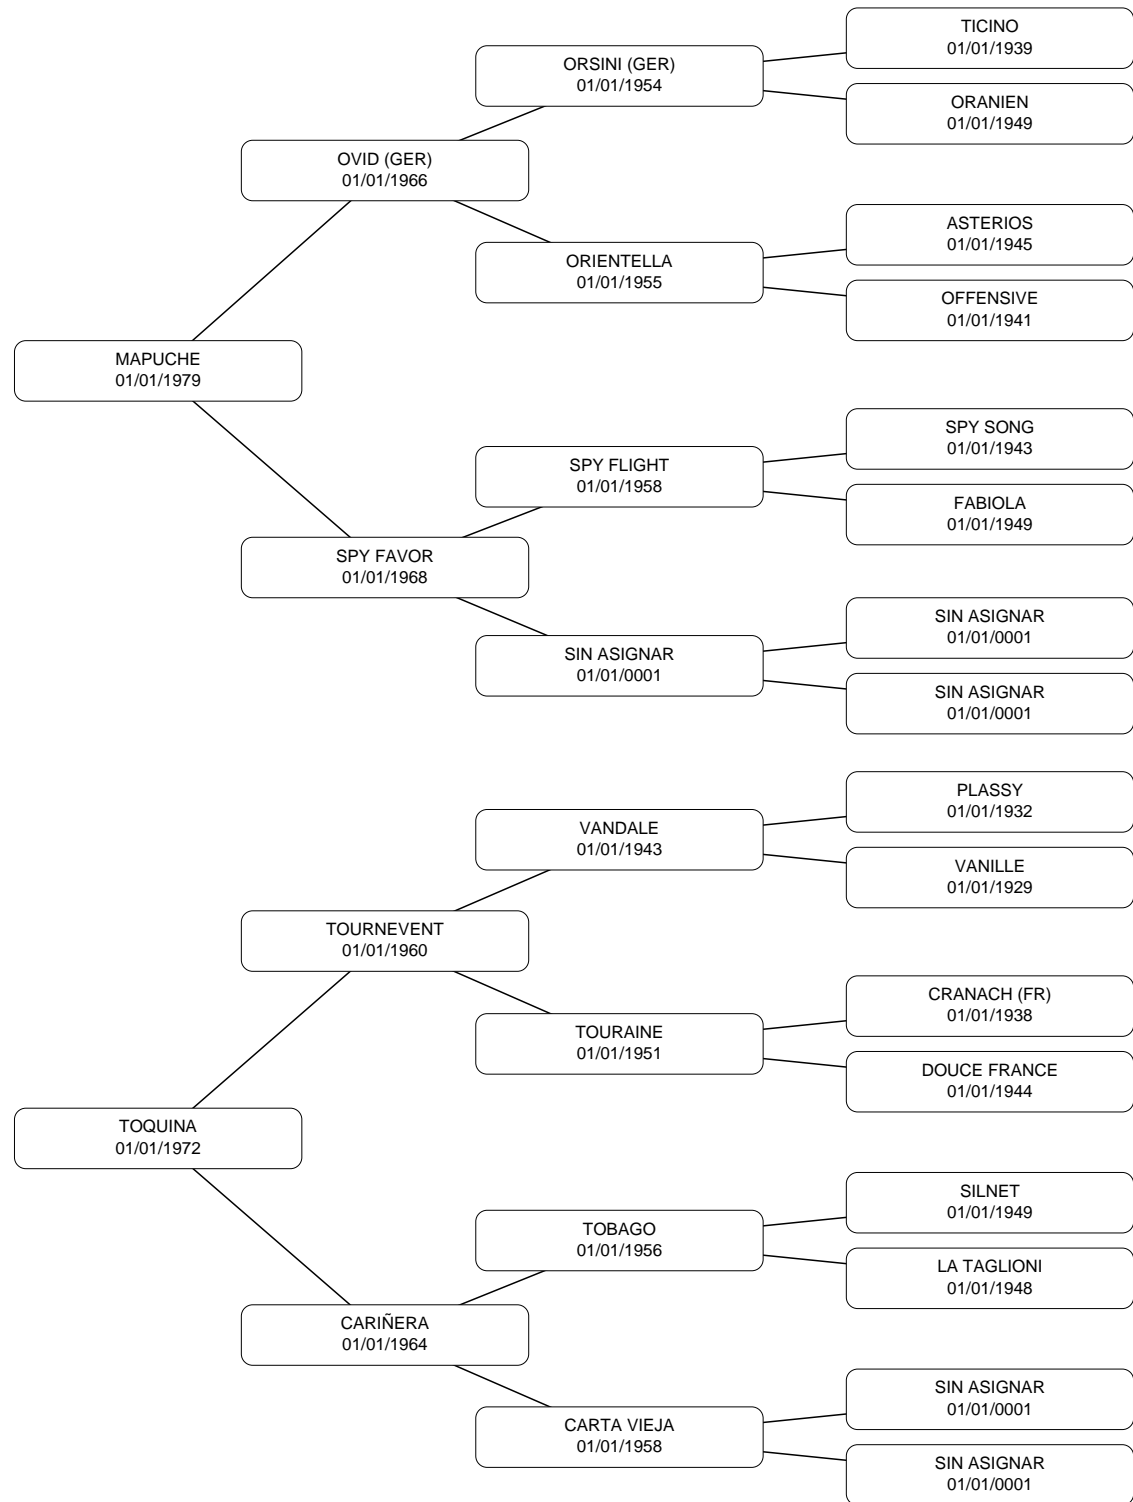 TICINO
01/01/1939
ORSINI (GER)
01/01/1954
ORANIEN
01/01/1949
OVID (GER)
01/01/1966
ASTERIOS
01/01/1945
ORIENTELLA
01/01/1955
OFFENSIVE
01/01/1941
MAPUCHE
01/01/1979
SPY SONG
01/01/1943
SPY FLIGHT
01/01/1958
FABIOLA
01/01/1949
SPY FAVOR
01/01/1968
SIN ASIGNAR
01/01/0001
SIN ASIGNAR
01/01/0001
SIN ASIGNAR
01/01/0001
PLASSY
01/01/1932
VANDALE
01/01/1943
VANILLE
01/01/1929
TOURNEVENT
01/01/1960
CRANACH (FR)
01/01/1938
TOURAINE
01/01/1951
DOUCE FRANCE
01/01/1944
TOQUINA
01/01/1972
SILNET
01/01/1949
TOBAGO
01/01/1956
LA TAGLIONI
01/01/1948
CARIÑERA
01/01/1964
SIN ASIGNAR
01/01/0001
CARTA VIEJA
01/01/1958
SIN ASIGNAR
01/01/0001